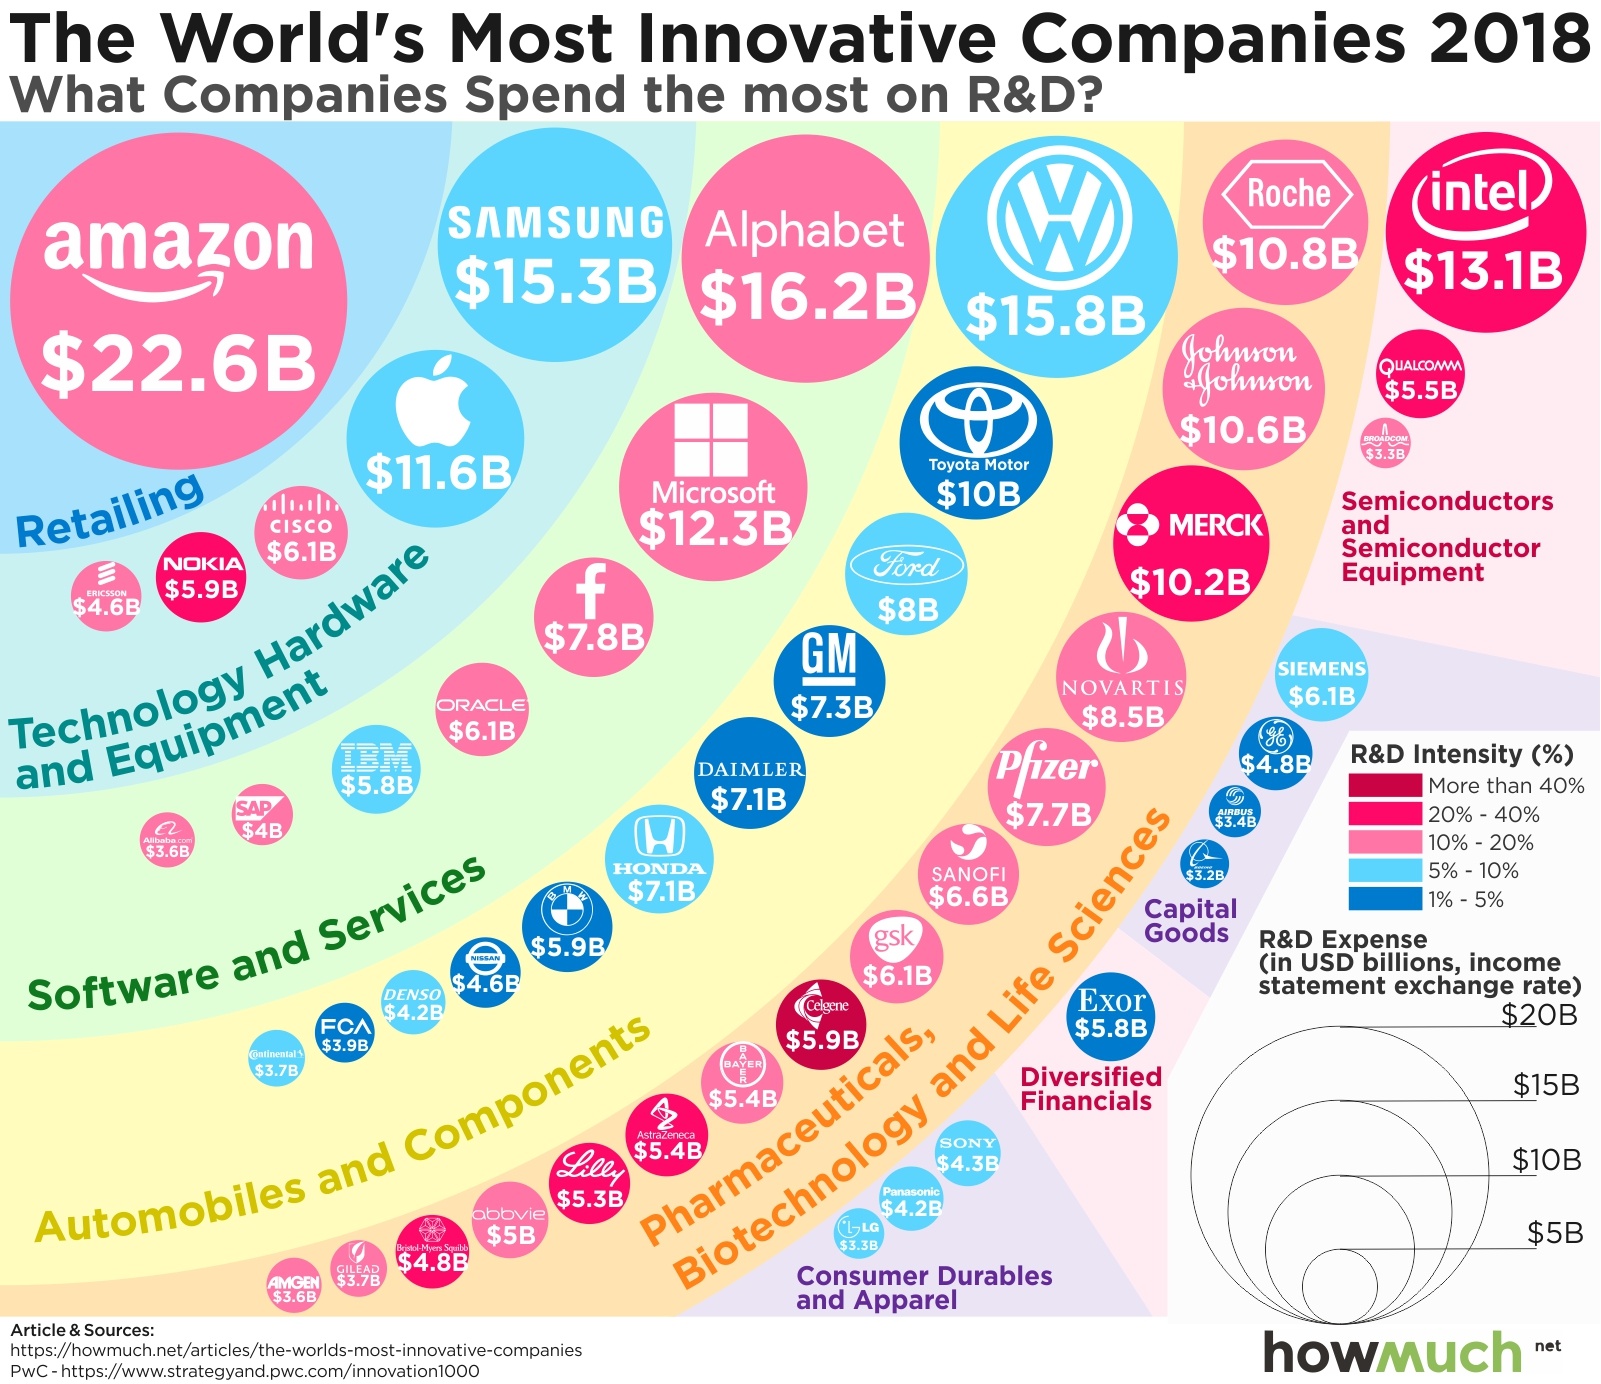 The World's Most Innovative Companies 2018
What Companies Spend the most on R&D?
amazon
$22.6B
Retailing
SAMSUNG
$15.3B
$11.6B
CISCO
$6.1B
NOKIA
$5.9B
ERICSSON
$4.6B
Technology Hardware
and Equipment
Alphabet
$16.2B
Microsoft
$12.3B
f
$7.8B
ORACLE
$6.1B
IBM
$5.8B
SAP
$4B
Alibaba.com
$3.6B
Software and Services
$15.8B
Toyota Motor
$10B
Ford
$8B
GM
$7.3B
DAIMLER
$7.1B
HONDA
$7.1B
BMW
$5.9B
NISSAN
$4.6B
DENSO
$4.2B
FCA
$3.9B
Continental
$3.7B
Automobiles and Components
Roche
$10.8B
Johnson
&Johnson
$10.6B
MERCK
$10.2B
NOVARTIS
$8.5B
Pfizer
$7.7B
SANOFI
$6.6B
gsk
$6.1B
Celgene
$5.9B
BAYER
BAYER
$5.4B
AstraZeneca
$5.4B
Lilly
$5.3B
abbvie
$5B
Bristol-Myers Squibb
$4.8B
GILEAD
$3.7B
AMGEN
$3.6B
Pharmaceuticals,
Biotechnology and Life Sciences
intel
$13.1B
QUALCOMM
$5.5B
BROADCOM
$3.3B
Semiconductors
and
Semiconductor
Equipment
SIEMENS
$6.1B
GE
$4.8B
AIRBUS
$3.4B
BOEING
$3.2B
Capital
Goods
Exor
$5.8B
Diversified
Financials
SONY
$4.3B
Panasonic
$4.2B
LG
$3.3B
Consumer Durables
and Apparel
R&D Intensity (%)
More than 40%
20% - 40%
10% - 20%
5% - 10%
1% - 5%
R&D Expense
(in USD billions, income
statement exchange rate)
$20B
$15B
$10B
$5B
Article & Sources:
https://howmuch.net/articles/the-worlds-most-innovative-companies
PwC - https://www.strategyand.pwc.com/innovation1000
howmuch net